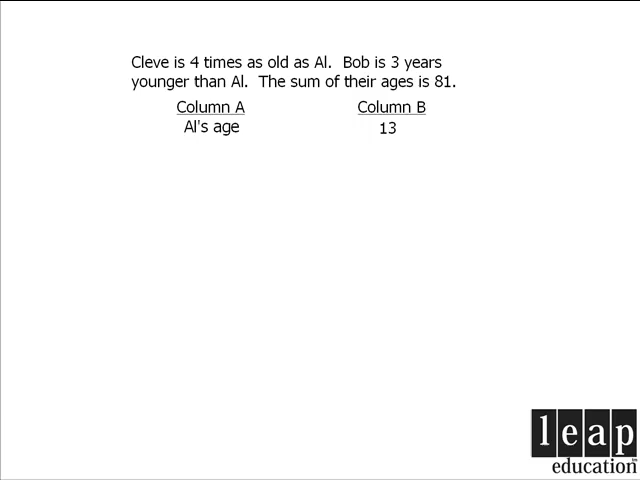 Cleve is 4 times as old as Al.  Bob is 3 years
younger than Al.  The sum of their ages is 81.
Column A Column B
Al's age 13
leap
education